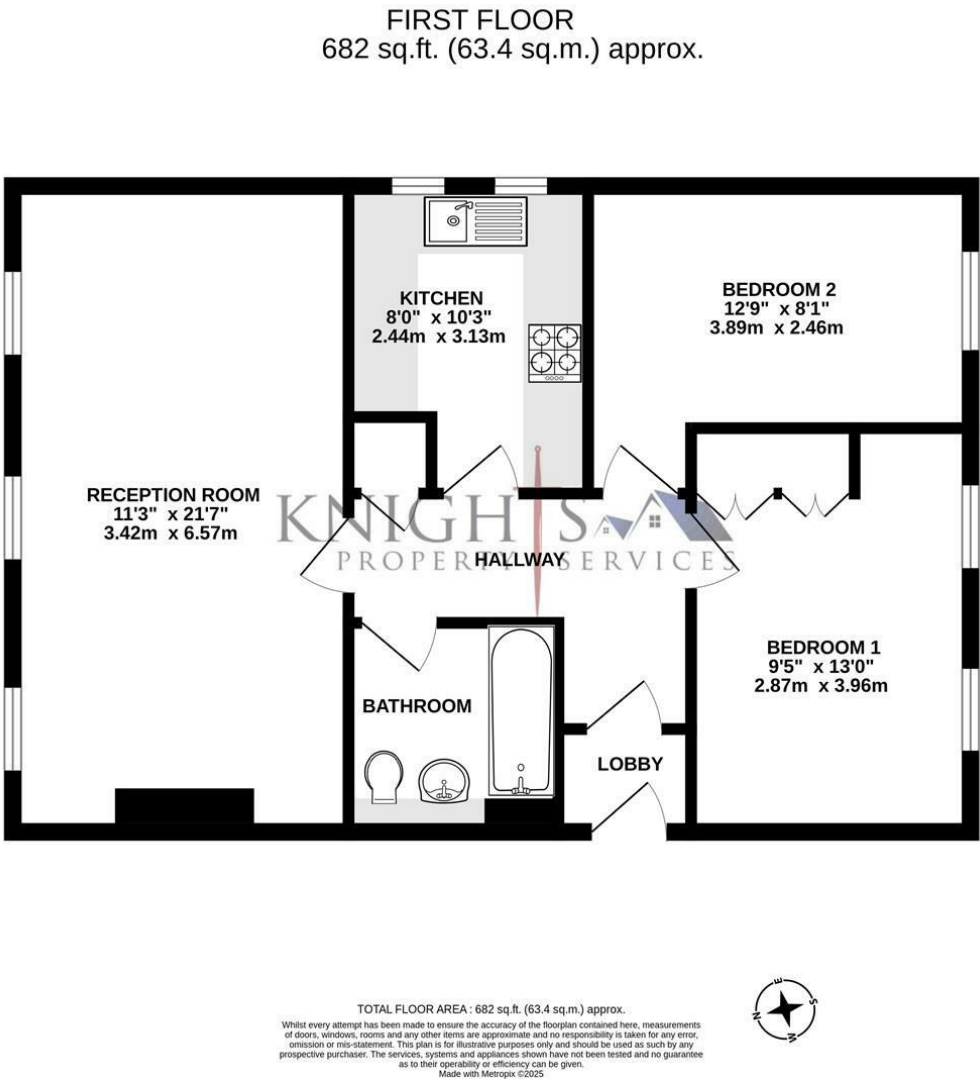 FIRST FLOOR
682 sq.ft. (63.4 sq.m.) approx.
KITCHEN
8'0" x 10'3"
2.44m x 3.13m
BEDROOM 2
12'9" x 8'1"
3.89m x 2.46m
RECEPTION ROOM
11'3" x 21'7"
3.42m x 6.57m
KNIGHTS
PROPERTY SERVICES
HALLWAY
BEDROOM 1
9'5" x 13'0"
2.87m x 3.96m
BATHROOM
LOBBY
N
E
S
W
TOTAL FLOOR AREA : 682 sq.ft. (63.4 sq.m.) approx.
Whilst every attempt has been made to ensure the accuracy of the floorplan contained here, measurements
of doors, windows, rooms and any other items are approximate and no responsibility is taken for any error,
omission or mis-statement. This plan is for illustrative purposes only and should be used as such by any
prospective purchaser. The services, systems and appliances shown have not been tested and no guarantee
as to their operability or efficiency can be given.
Made with Metropix ©2025